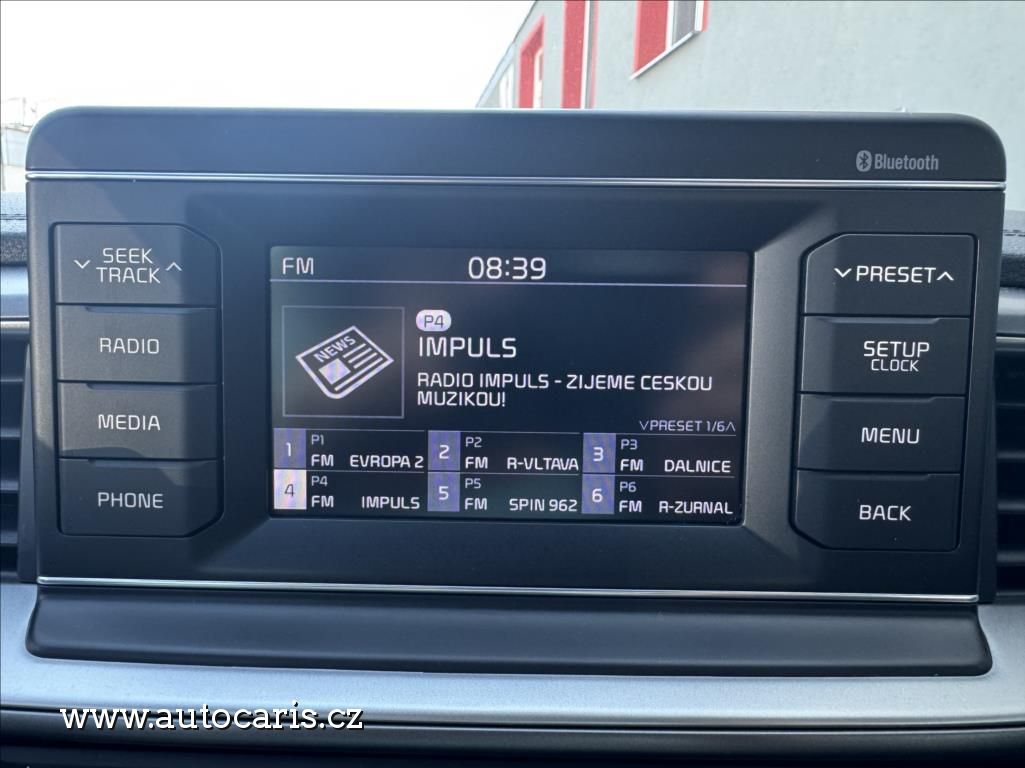 Bluetooth
SEEK
TRACK
RADIO
MEDIA
PHONE
FM 08:39
NEWS
P4
IMPULS
RADIO IMPULS - ZIJEME CESKOU
MUZIKOU!
PRESET 1/6
1 P1 FM EVROPA 2
2 P2 FM R-VLTAVA
3 P3 FM DALNICE
4 P4 FM IMPULS
5 P5 FM SPIN 962
6 P6 FM R-ZURNAL
PRESET
SETUP
CLOCK
MENU
BACK
www.autocaris.cz